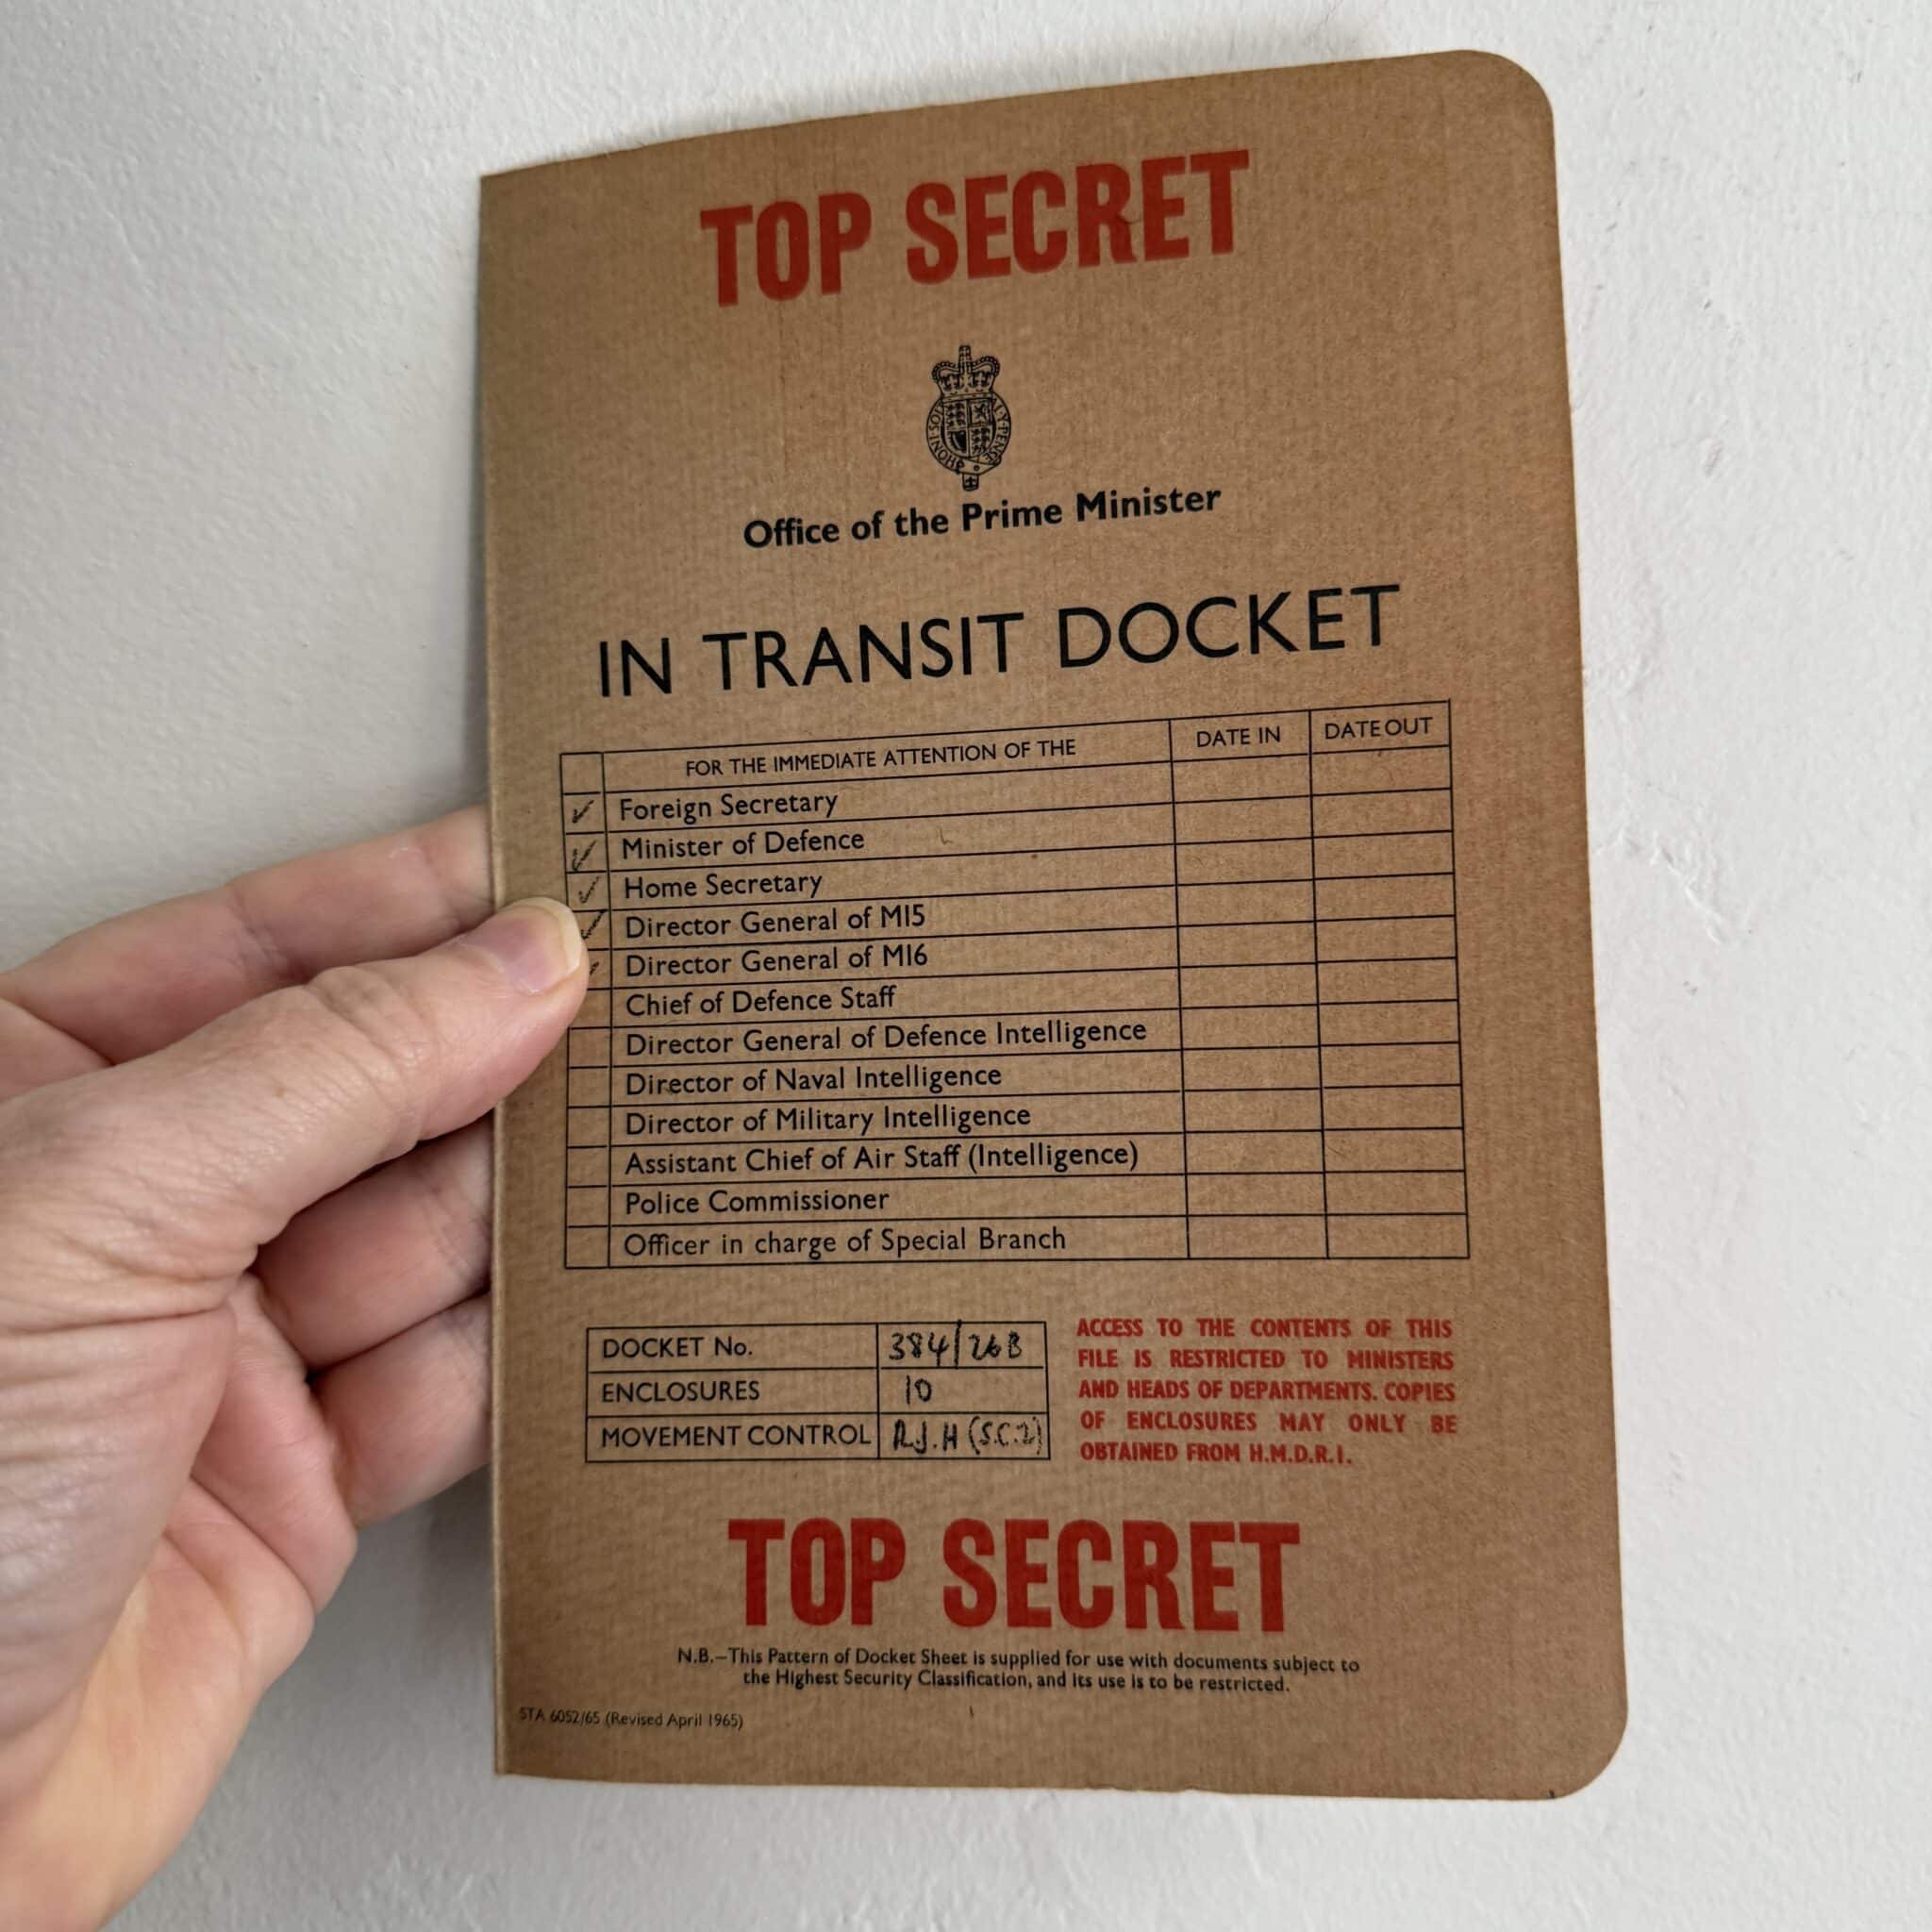 TOP SECRET
HONI SOI
Y PENSE
Office of the Prime Minister
IN TRANSIT DOCKET
FOR THE IMMEDIATE ATTENTION OF THE DATE IN DATE OUT
Foreign Secretary
Minister of Defence
Home Secretary
Director General of MI5
Director General of MI6
Chief of Defence Staff
Director General of Defence Intelligence
Director of Naval Intelligence
Director of Military Intelligence
Assistant Chief of Air Staff (Intelligence)
Police Commissioner
Officer in charge of Special Branch
DOCKET No. 384/26B
ENCLOSURES 10
MOVEMENT CONTROL R.J.H (S.C.2)
ACCESS TO THE CONTENTS OF THIS
FILE IS RESTRICTED TO MINISTERS
AND HEADS OF DEPARTMENTS. COPIES
OF ENCLOSURES MAY ONLY BE
OBTAINED FROM H.M.D.R.I.
TOP SECRET
N.B.—This Pattern of Docket Sheet is supplied for use with documents subject to
the Highest Security Classification, and its use is to be restricted.
STA 6052/65 (Revised April 1965)